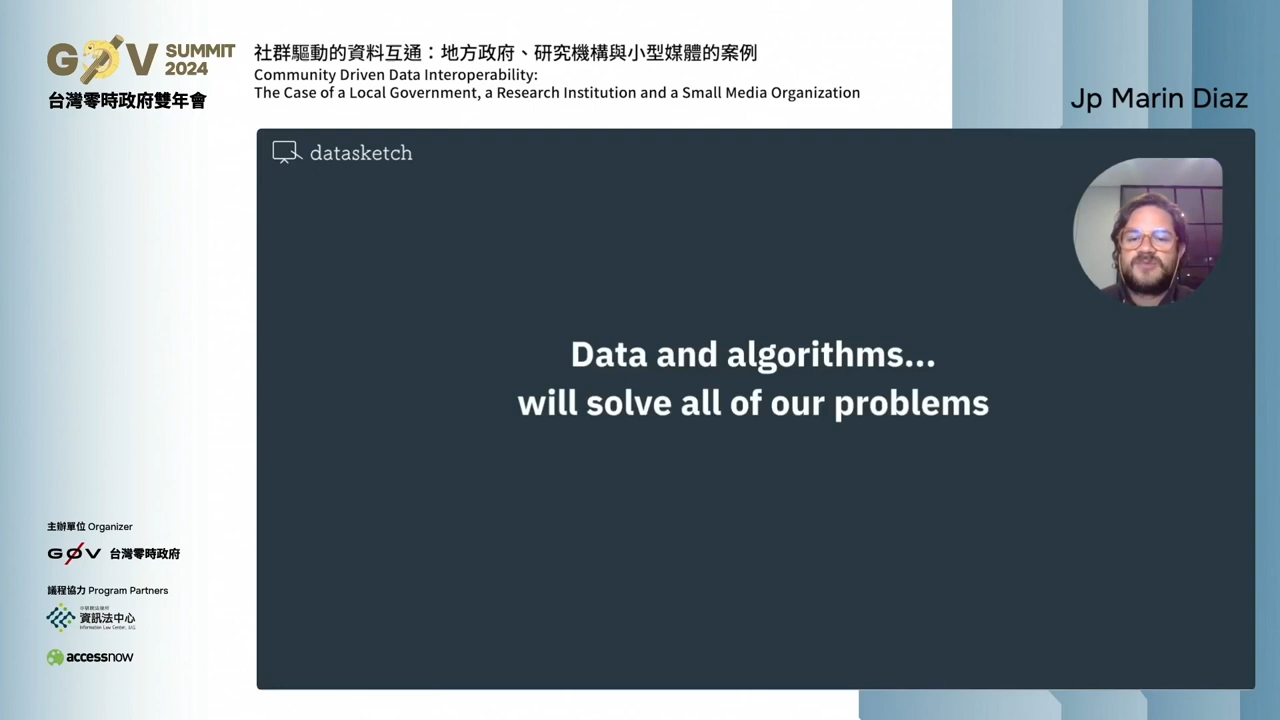 G0V SUMMIT 2024
台灣零時政府雙年會
社群驅動的資料互通：地方政府、研究機構與小型媒體的案例
Community Driven Data Interoperability:
The Case of a Local Government, a Research Institution and a Small Media Organization
Jp Marin Diaz
datasketch
Data and algorithms...
will solve all of our problems
主辦單位 Organizer
G0V 台灣零時政府
議程協力 Program Partners
資訊法中心
Information Law Center, IIAS
accessnow